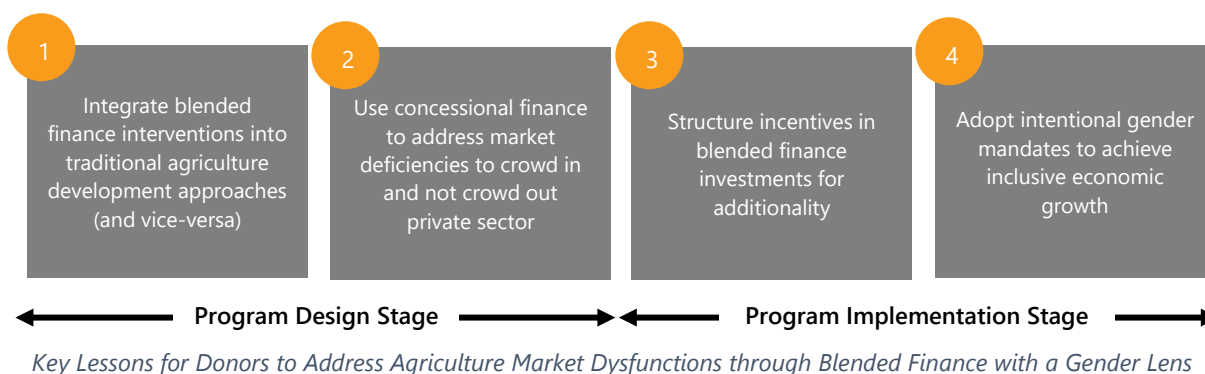 1
Integrate blended
finance interventions into
traditional agriculture
development approaches
(and vice-versa)
2
Use concessional finance
to address market
deficiencies to crowd in
and not crowd out
private sector
3
Structure incentives in
blended finance
investments for
additionality
4
Adopt intentional gender
mandates to achieve
inclusive economic
growth
Program Design Stage
Program Implementation Stage
Key Lessons for Donors to Address Agriculture Market Dysfunctions through Blended Finance with a Gender Lens